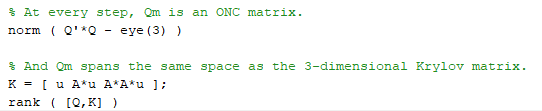 % At every step, Qm is an ONC matrix.
norm ( Q'*Q - eye(3) )
% And Qm spans the same space as the 3-dimensional Krylov matrix.
K = [ u A*u A*A*u ];
rank ( [Q,K] )